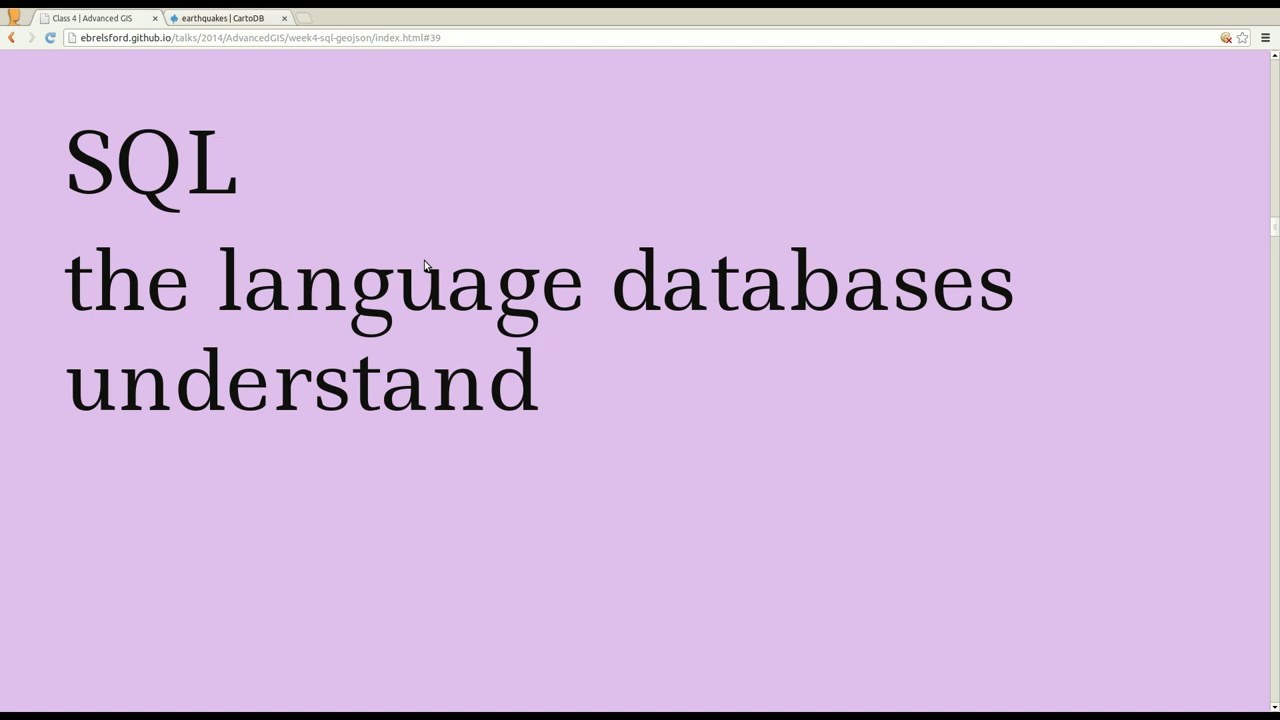 Class 4 | Advanced GIS
earthquakes | CartoDB
ebrelsford.github.io/talks/2014/AdvancedGIS/week4-sql-geojson/index.html#39
SQL
the language databases
understand